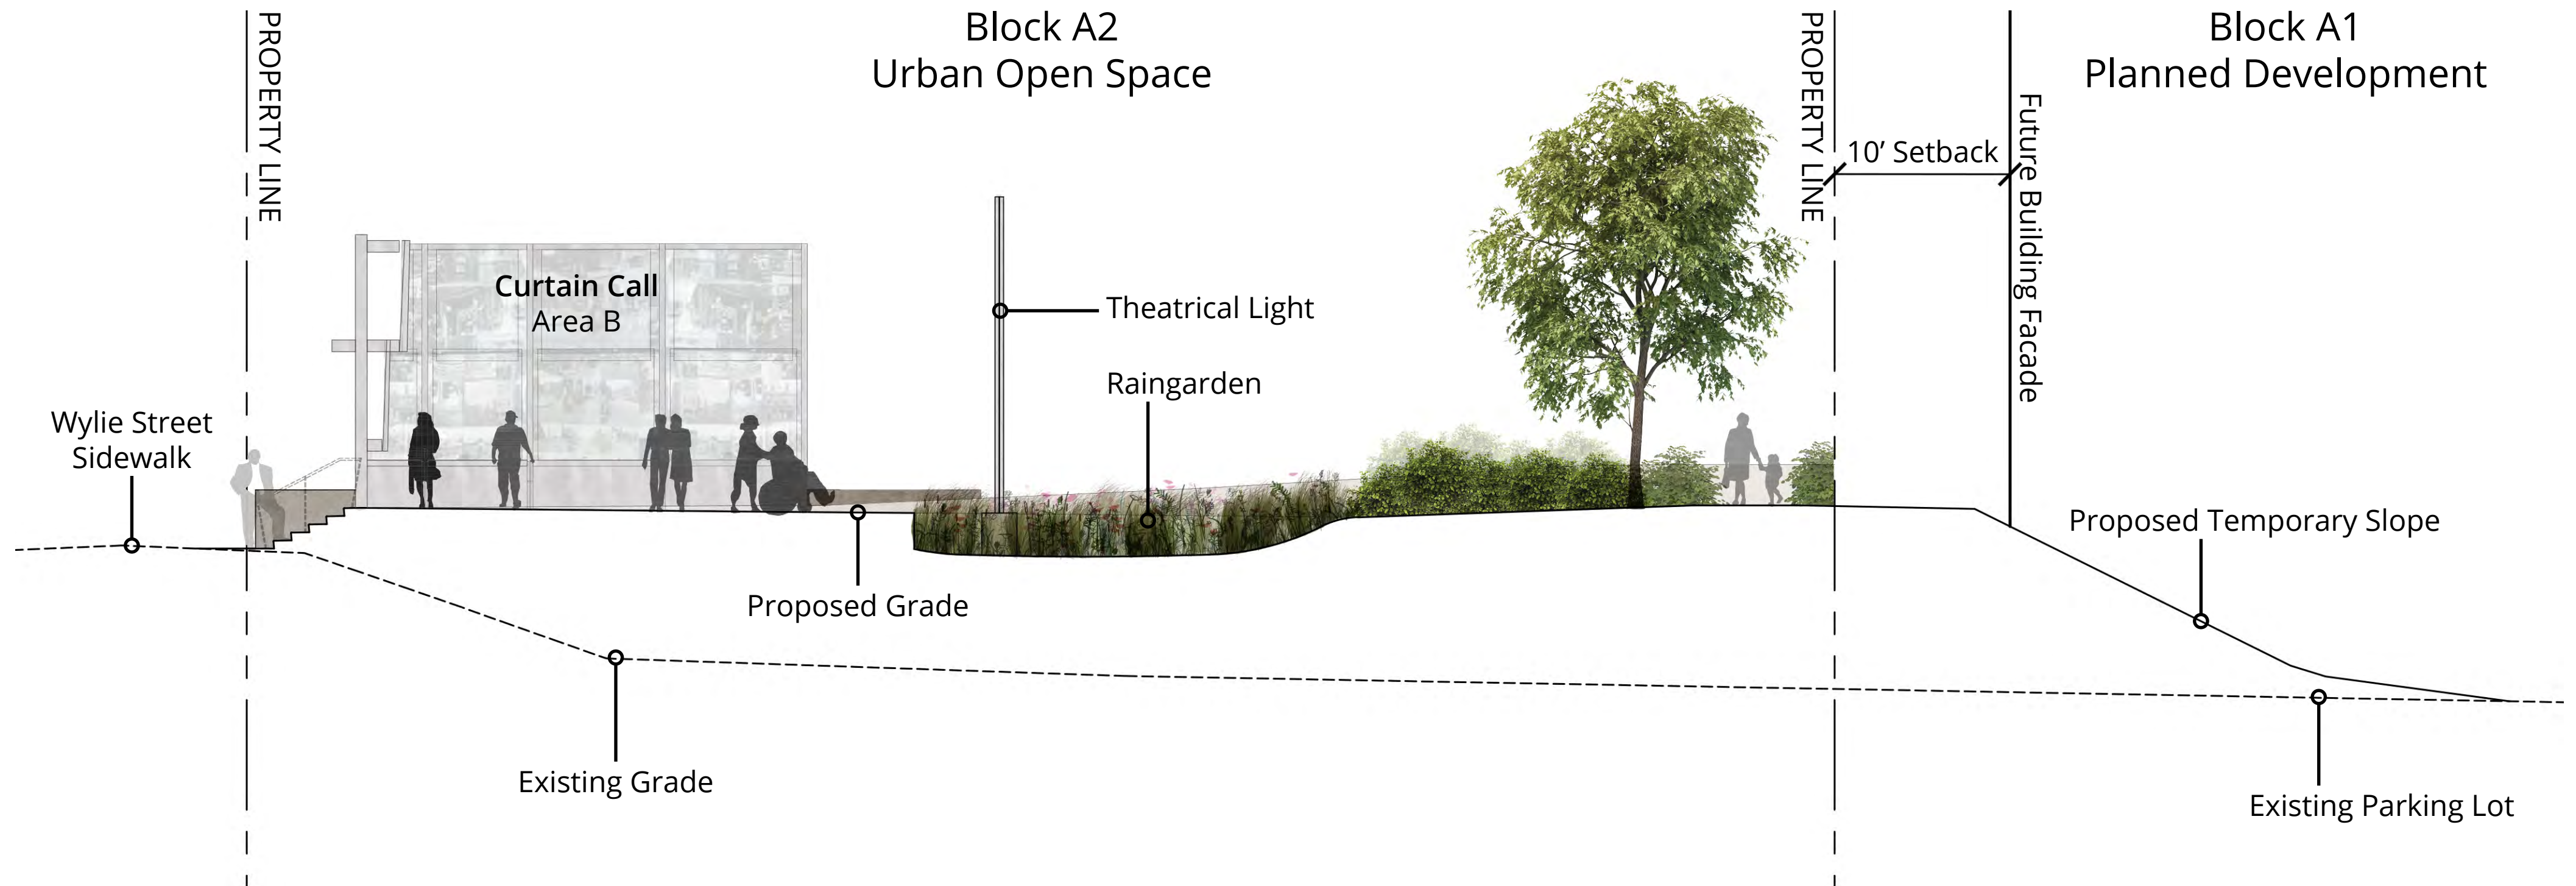 Block A2
Urban Open Space
Block A1
Planned Development
PROPERTY LINE
PROPERTY LINE
10’ Setback
Future Building Facade
Curtain Call
Area B
Theatrical Light
Raingarden
Wylie Street
Sidewalk
Proposed Temporary Slope
Proposed Grade
Existing Grade
Existing Parking Lot